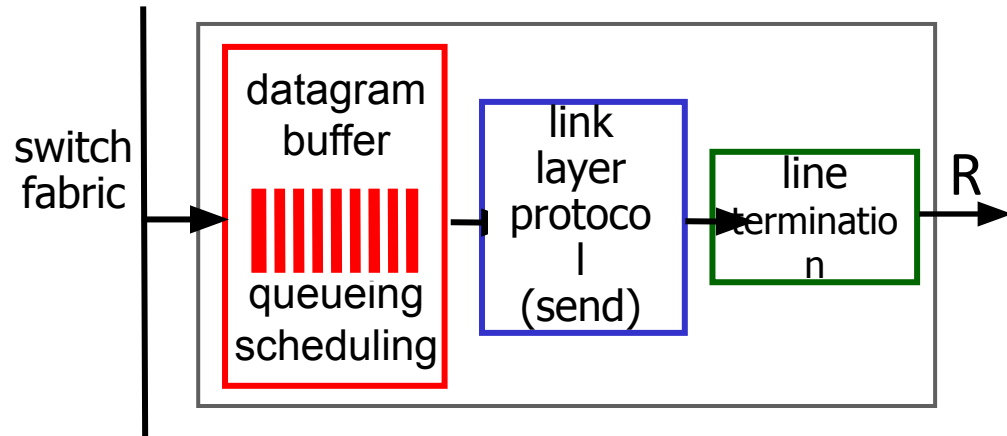 switch
fabric
datagram
buffer
queueing
scheduling
link
layer
protoco
l
(send)
line
terminatio
n
R